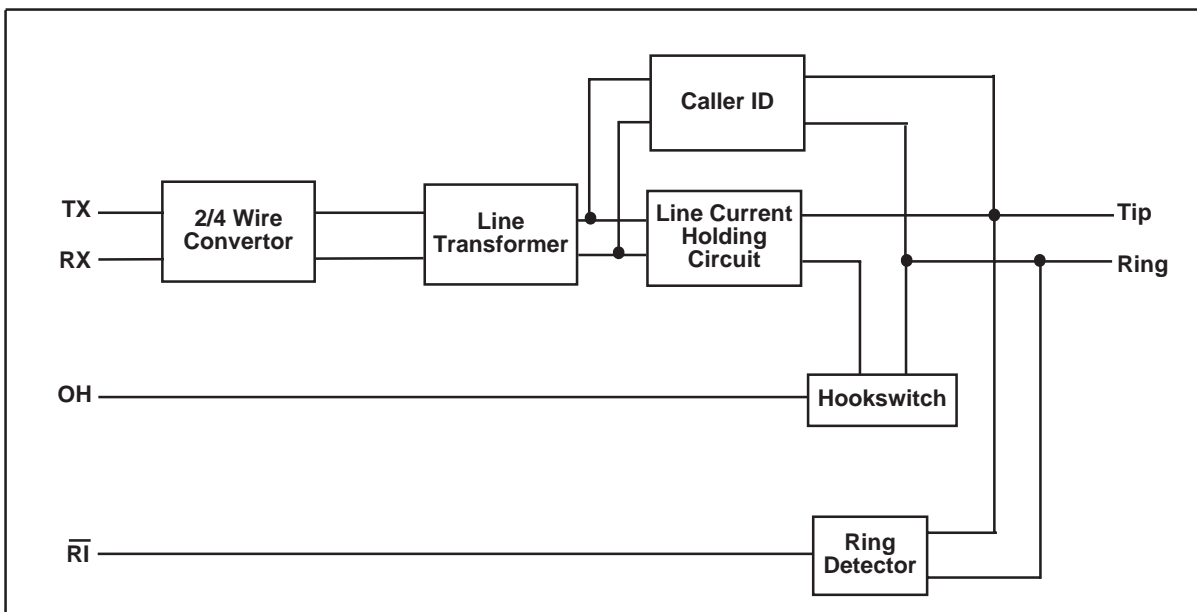 Caller ID
TX
RX
2/4 Wire
Convertor
Line
Transformer
Line Current
Holding
Circuit
Tip
Ring
OH
Hookswitch
R̅I̅
Ring
Detector